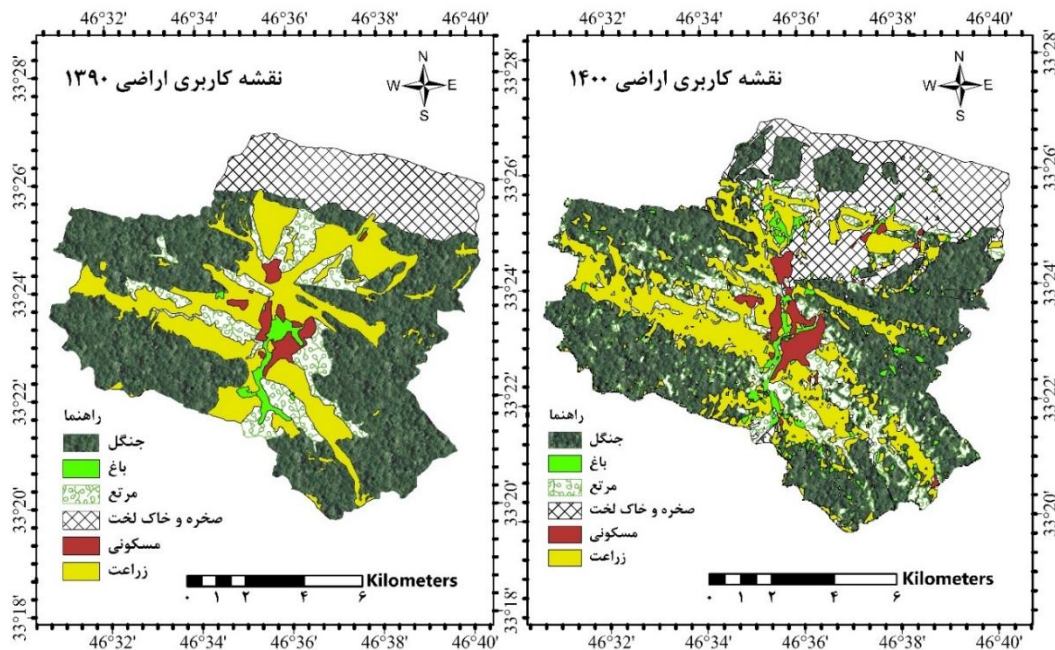 46°32' 46°34' 46°36' 46°38' 46°40'
نقشه کاربری اراضی ۱۳۹۰
N
W E
S
33°28'
33°26'
33°24'
33°22'
33°20'
33°18'
راهنما
جنگل
باغ
مرتع
صخره و خاک لخت
مسکونی
زراعت
Kilometers
۰ ۱ ۲ ۴ ۶
46°32' 46°34' 46°36' 46°38' 46°40'
46°32' 46°34' 46°36' 46°38' 46°40'
نقشه کاربری اراضی ۱۴۰۰
N
W E
S
33°28'
33°26'
33°24'
33°22'
33°20'
33°18'
راهنما
جنگل
باغ
مرتع
صخره و خاک لخت
مسکونی
زراعت
Kilometers
۰ ۱ ۲ ۴ ۶
46°32' 46°34' 46°36' 46°38' 46°40'